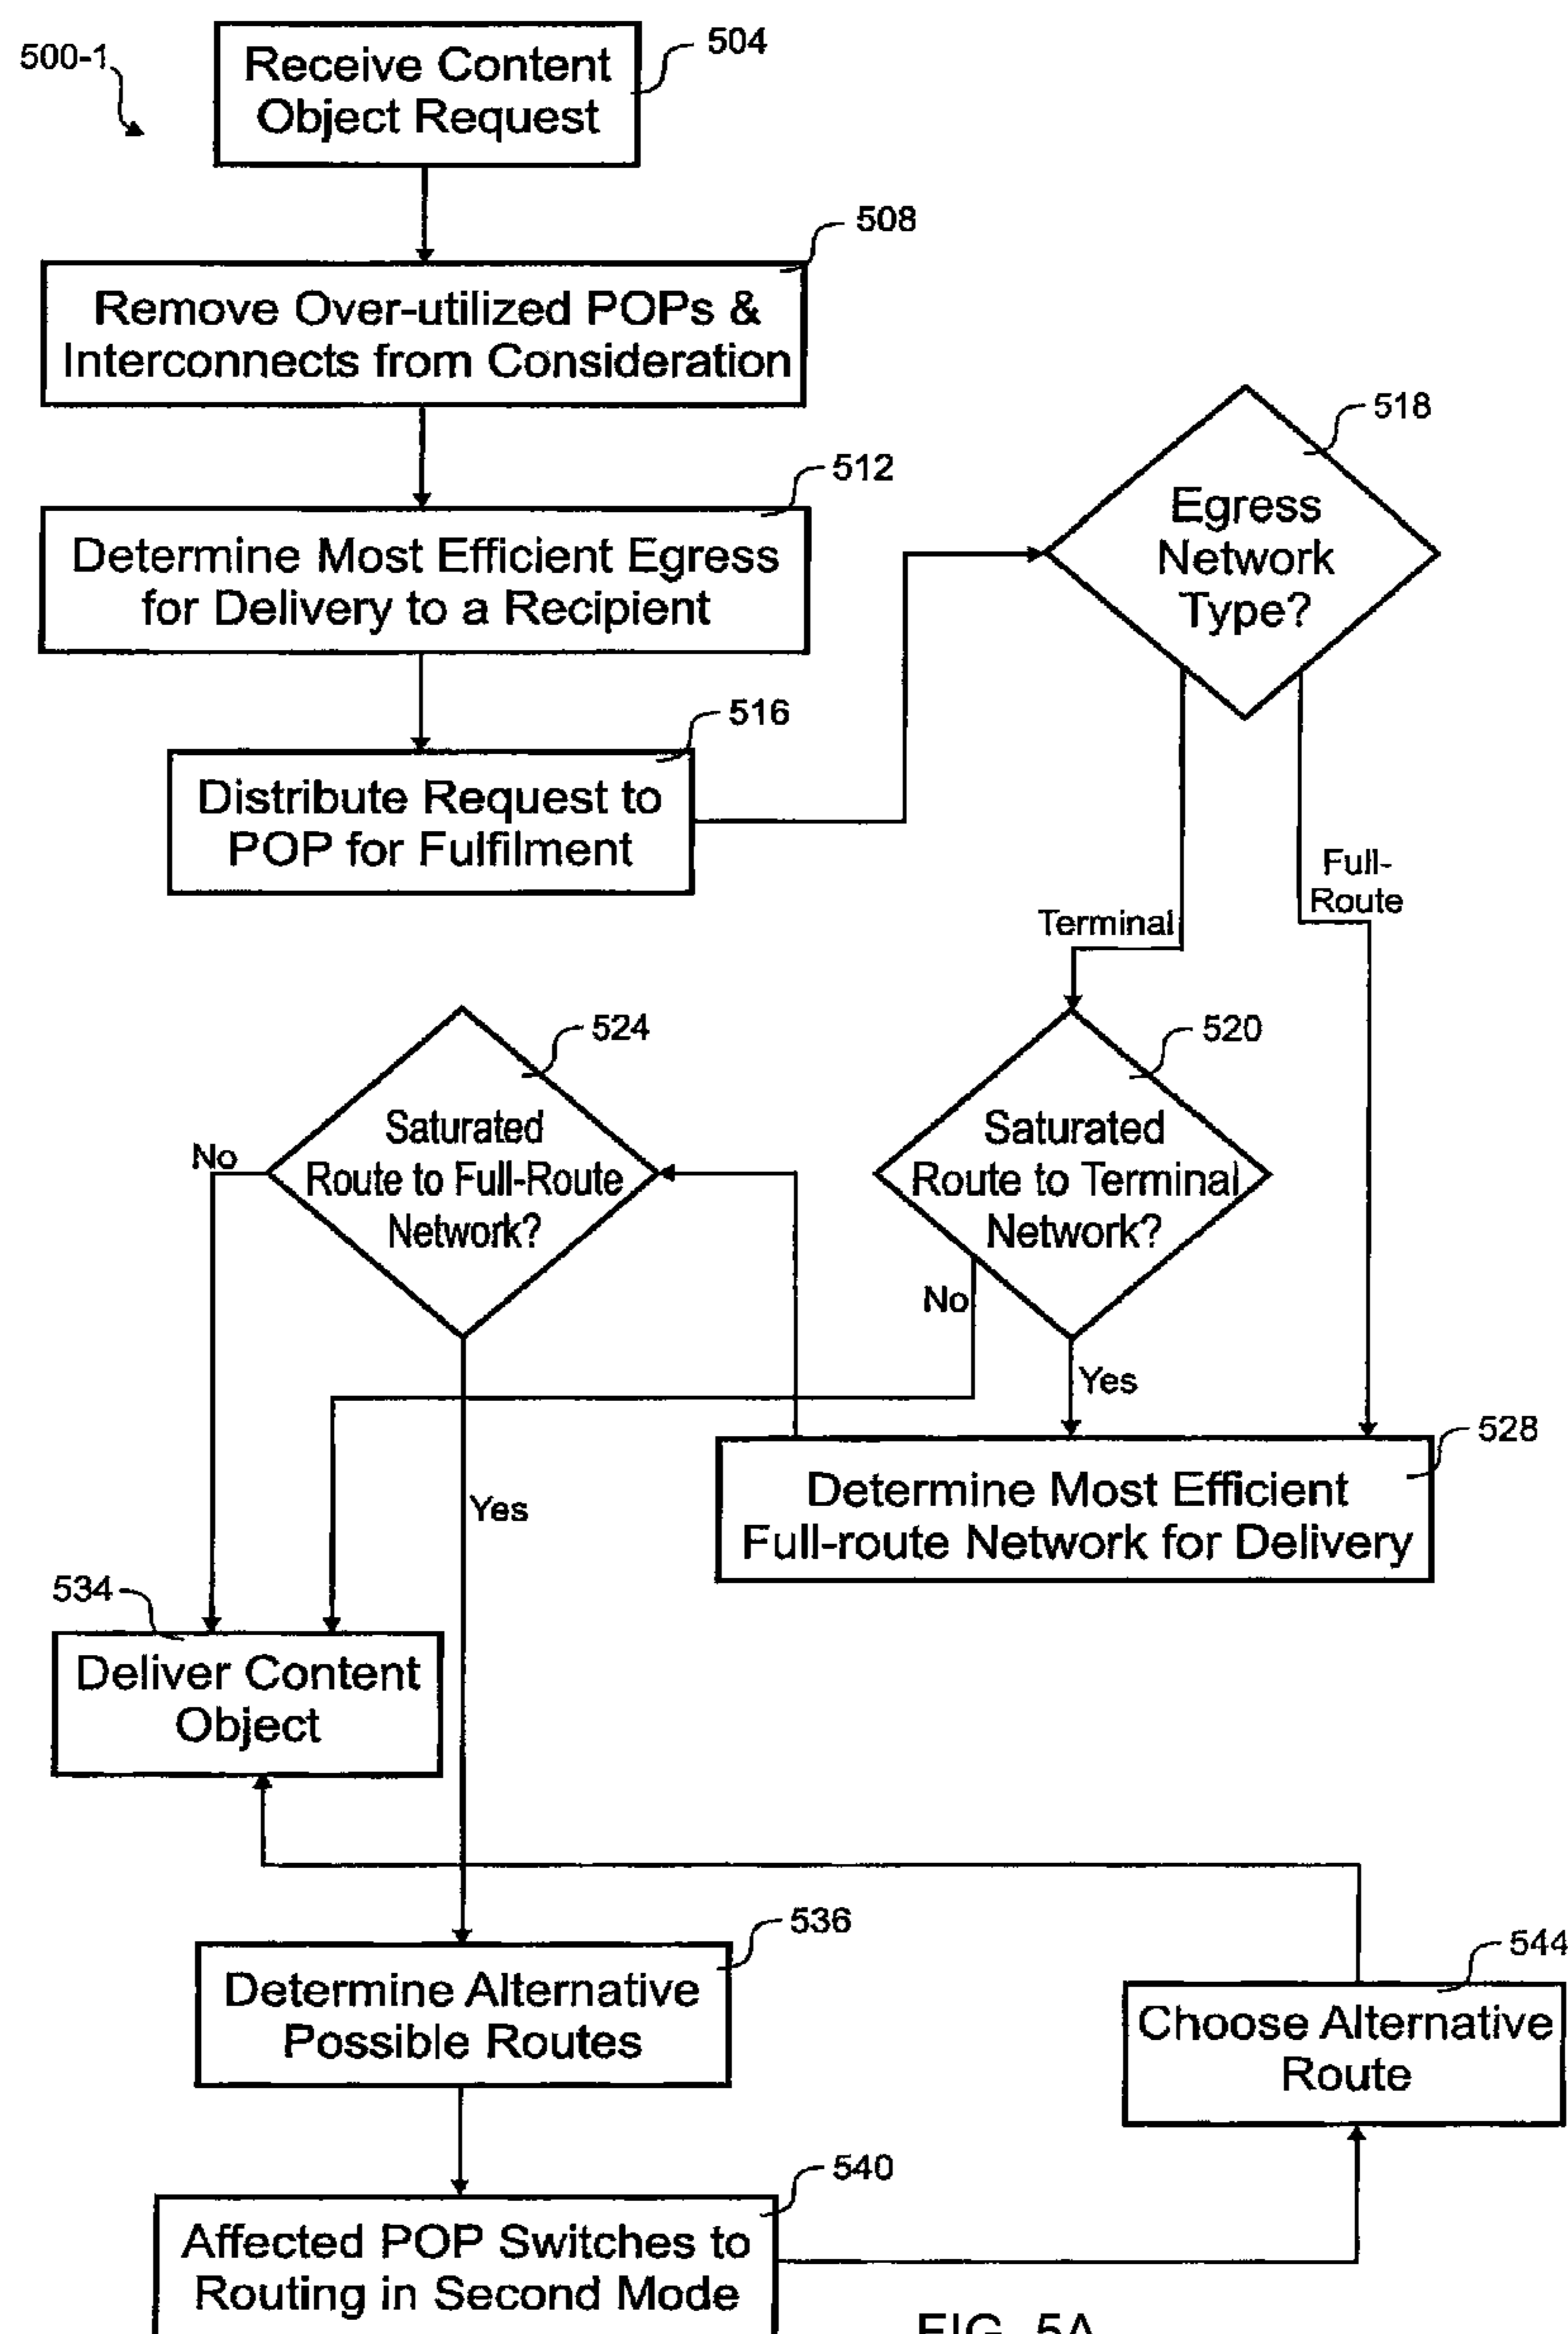 500-1
Receive Content
Object Request
504
508
Remove Over-utilized POPs &
Interconnects from Consideration
512
Determine Most Efficient Egress
for Delivery to a Recipient
516
Distribute Request to
POP for Fulfilment
518
Egress
Network
Type?
Terminal
Full-
Route
524
Saturated
Route to Full-Route
Network?
No
Yes
520
Saturated
Route to Terminal
Network?
No
Yes
528
Determine Most Efficient
Full-route Network for Delivery
534
Deliver Content
Object
536
Determine Alternative
Possible Routes
544
Choose Alternative
Route
540
Affected POP Switches to
Routing in Second Mode
FIG. 5A